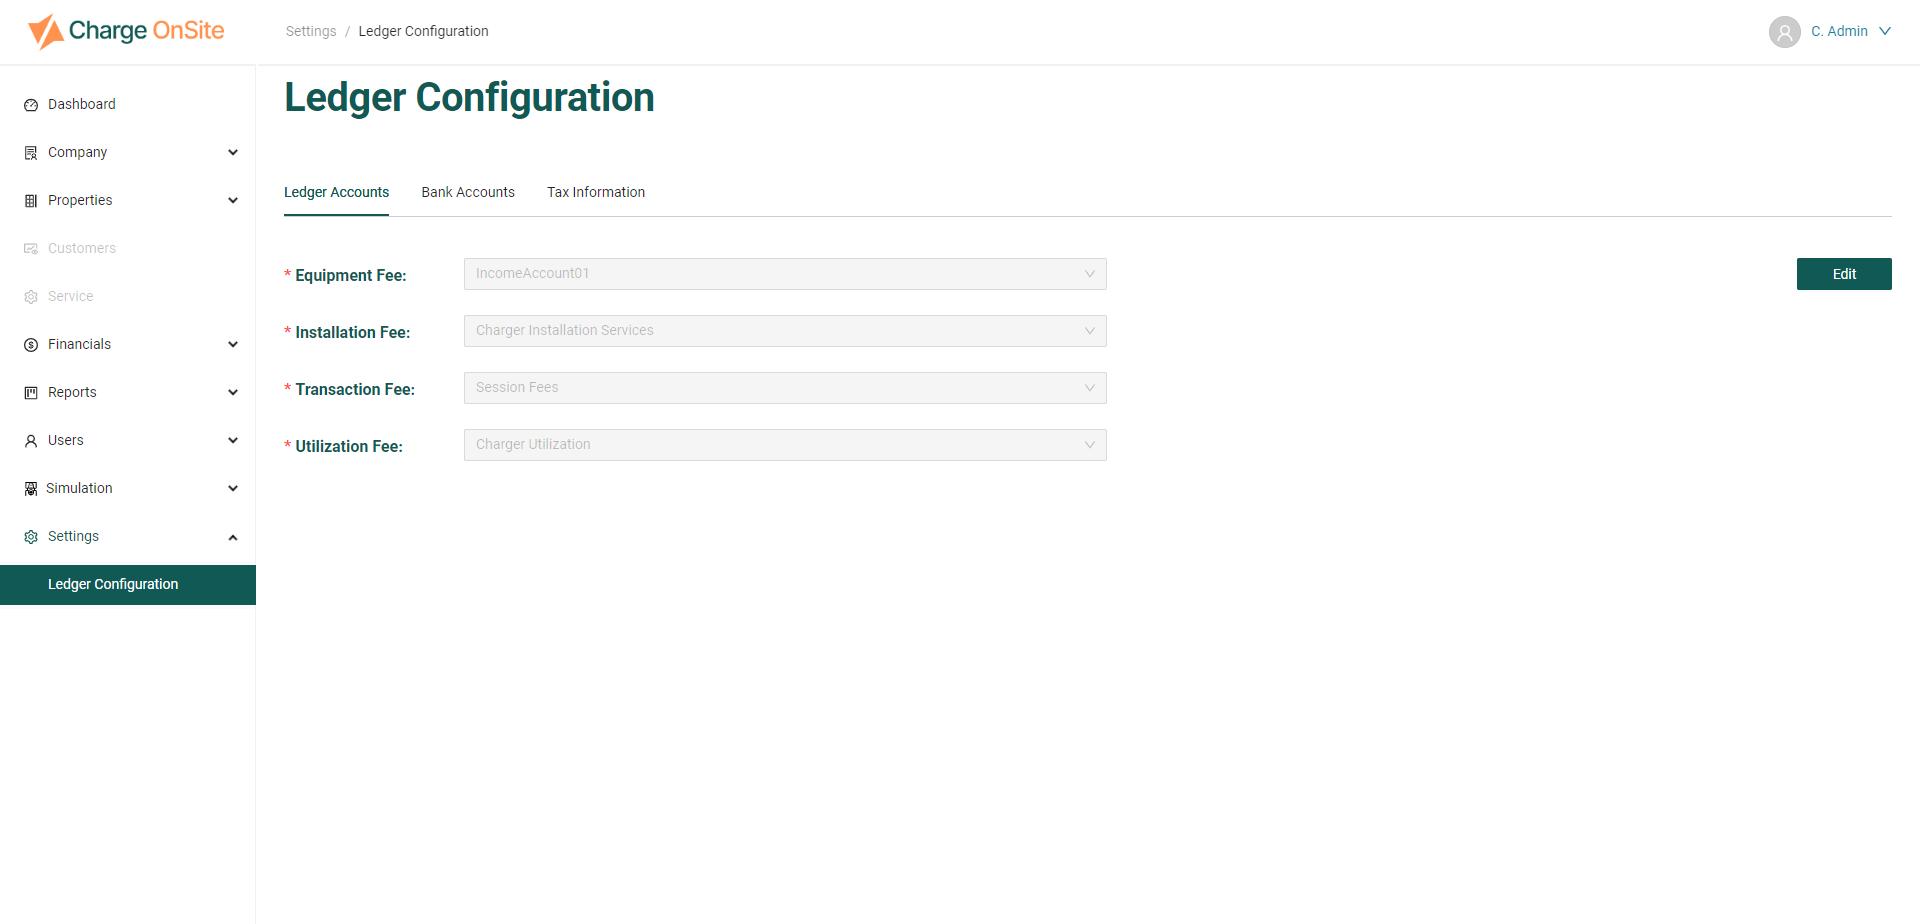 Charge OnSite
Settings / Ledger Configuration
C. Admin
Dashboard
Company
Properties
Customers
Service
Financials
Reports
Users
Simulation
Settings
Ledger Configuration
Ledger Configuration
Ledger Accounts Bank Accounts Tax Information
* Equipment Fee: IncomeAccount01
Edit
* Installation Fee: Charger Installation Services
* Transaction Fee: Session Fees
* Utilization Fee: Charger Utilization